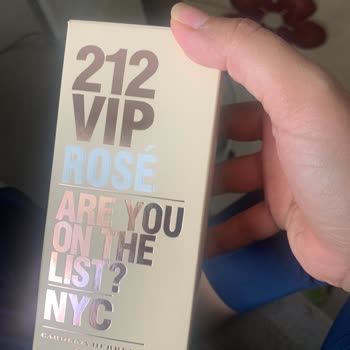 212
VIP
ROSÉ
ARE YOU
ON THE
LIST?
NYC